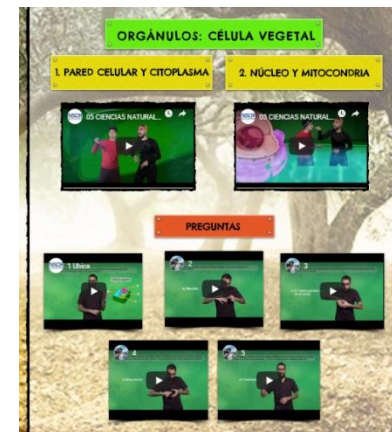 ORGÁNULOS: CÉLULA VEGETAL
1. PARED CELULAR Y CITOPLASMA
2. NÚCLEO Y MITOCONDRIA
05 CIENCIAS NATURAL...
05 CIENCIAS NATURAL...
PREGUNTAS
1 Ubica
2
3
4
5